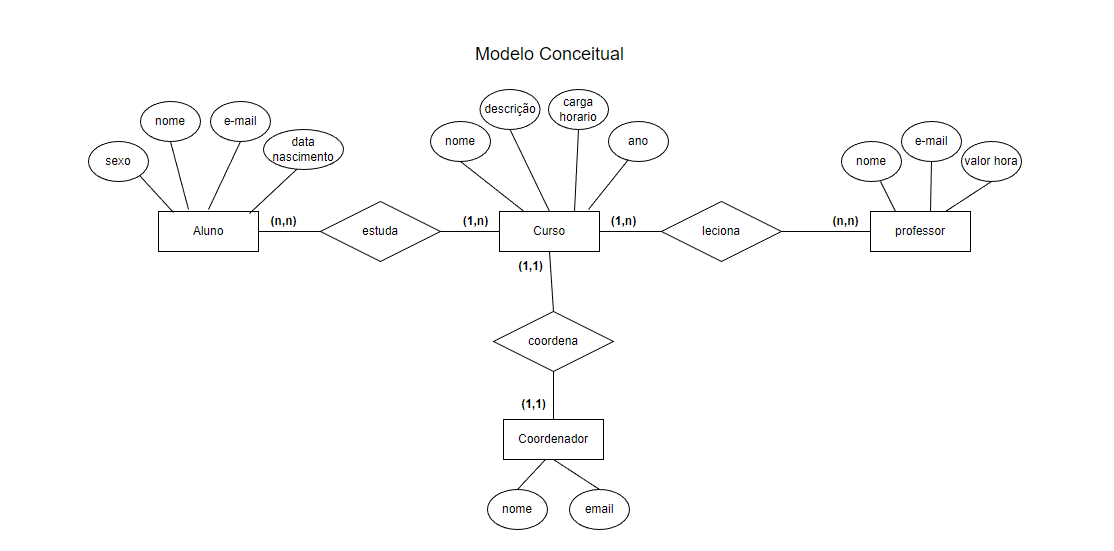 Modelo Conceitual
sexo
nome
e-mail
data
nascimento
nome
descrição
carga
horario
ano
nome
e-mail
valor hora
Aluno
(n,n)
estuda
(1,n)
Curso
(1,n)
leciona
(n,n)
professor
(1,1)
coordena
(1,1)
Coordenador
nome
email